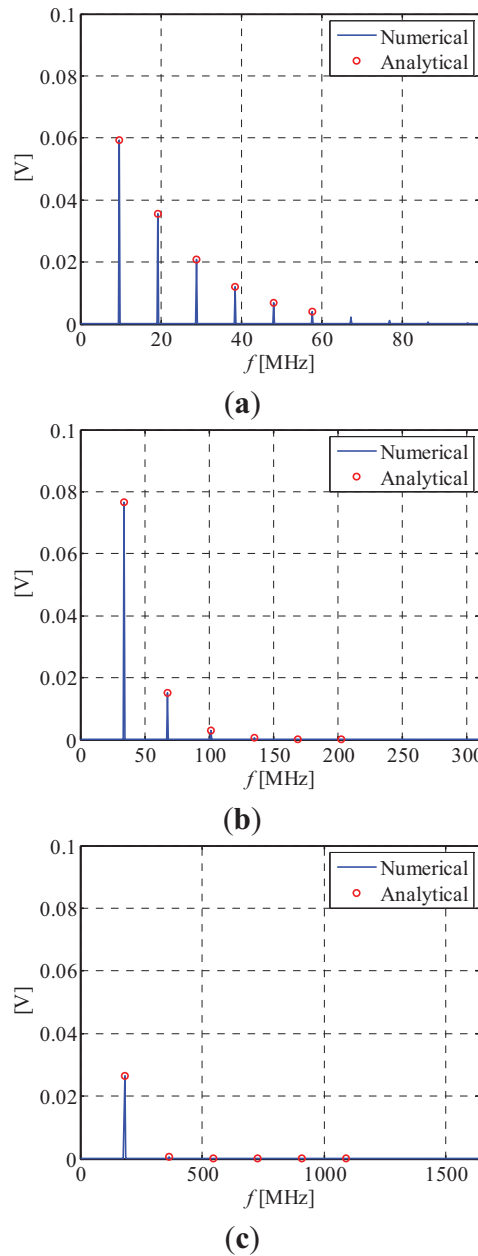 0.1
Numerical
Analytical
0.08
0.06
[V]
0.04
0.02
0
0 20 40 60 80
f [MHz]
(a)
0.1
Numerical
Analytical
0.08
0.06
[V]
0.04
0.02
0
0 50 100 150 200 250 300
f [MHz]
(b)
0.1
Numerical
Analytical
0.08
0.06
[V]
0.04
0.02
0
0 500 1000 1500
f [MHz]
(c)